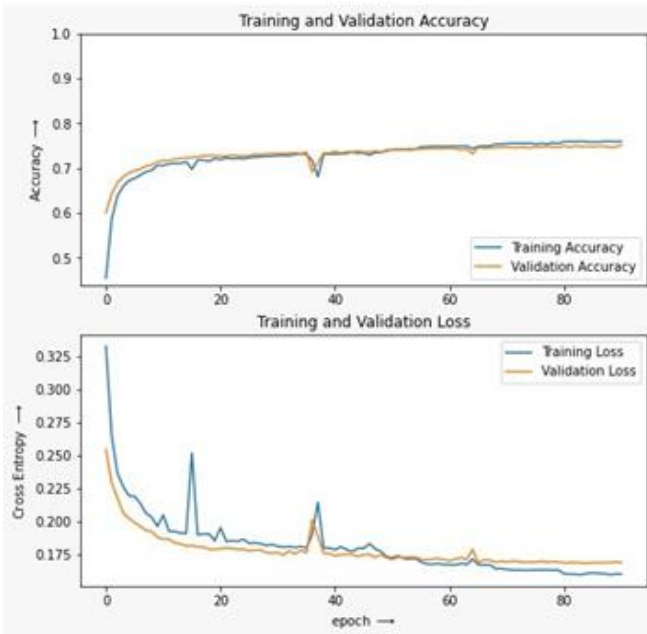 Training and Validation Accuracy
1.0
0.9
0.8
0.7
0.6
0.5
Accuracy →
Training Accuracy
Validation Accuracy
0 20 40 60 80
Training and Validation Loss
0.325
0.300
0.275
0.250
0.225
0.200
0.175
Cross Entropy →
Training Loss
Validation Loss
0 20 40 60 80
epoch →